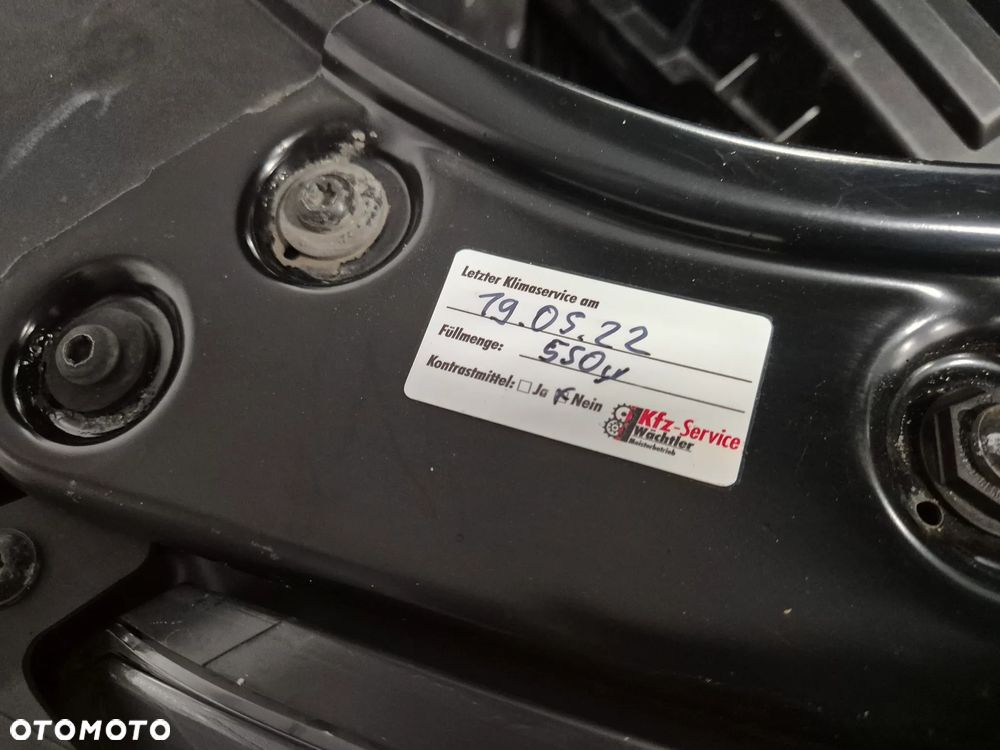 Letzter Klimaservice am
19.05.22
Füllmenge: 550g
Kontrastmittel: Ja Nein
Kfz-Service
Wächtler
Meisterbetrieb
OTOMOTO